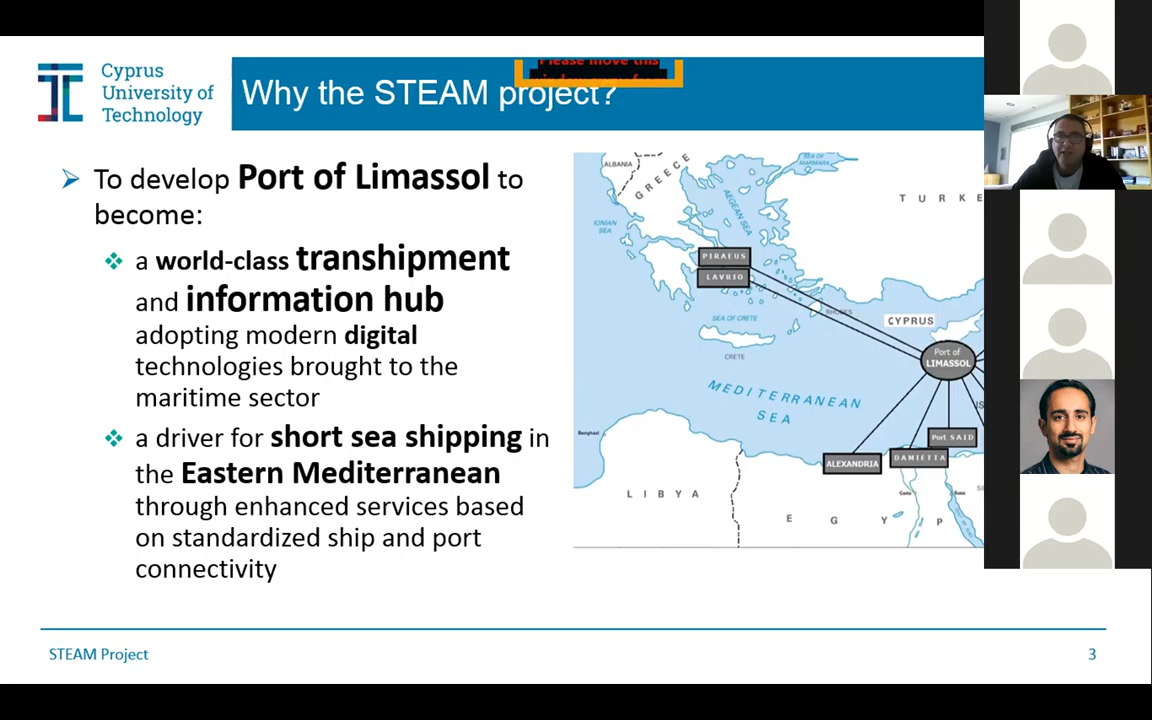 Cyprus
University of
Technology
Why the STEAM project?
Please move this
To develop Port of Limassol to
become:
a world-class transhipment
and information hub
adopting modern digital
technologies brought to the
maritime sector
a driver for short sea shipping in
the Eastern Mediterranean
through enhanced services based
on standardized ship and port
connectivity
ALBANIA
GREECE
SEA OF
MARMARA
TURKE
IONIAN
SEA
AEGEAN
SEA
PIRAEUS
LAVRIO
SEA OF CRETE
RHODES
CYPRUS
CRETE
Port of
LIMASSOL
MEDITERRANEAN
SEA
Benghazi
Port SAID
ALEXANDRIA
DAMIETTA
LIBYA
EGYP
STEAM Project
3